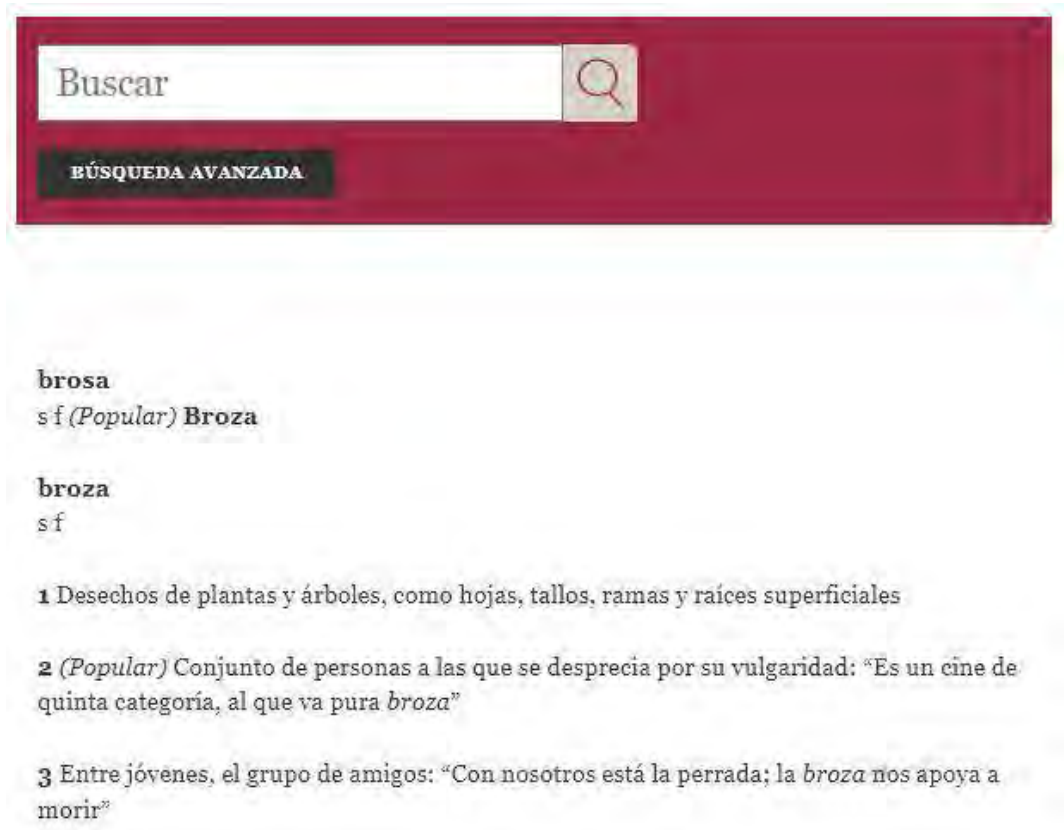 Buscar
BÚSQUEDA AVANZADA
brosa
s f (Popular) Broza
broza
s f
1 Desechos de plantas y árboles, como hojas, tallos, ramas y raíces superficiales
2 (Popular) Conjunto de personas a las que se desprecia por su vulgaridad: “Es un cine de
quinta categoría, al que va pura broza”
3 Entre jóvenes, el grupo de amigos: “Con nosotros está la perrada; la broza nos apoya a
morir”